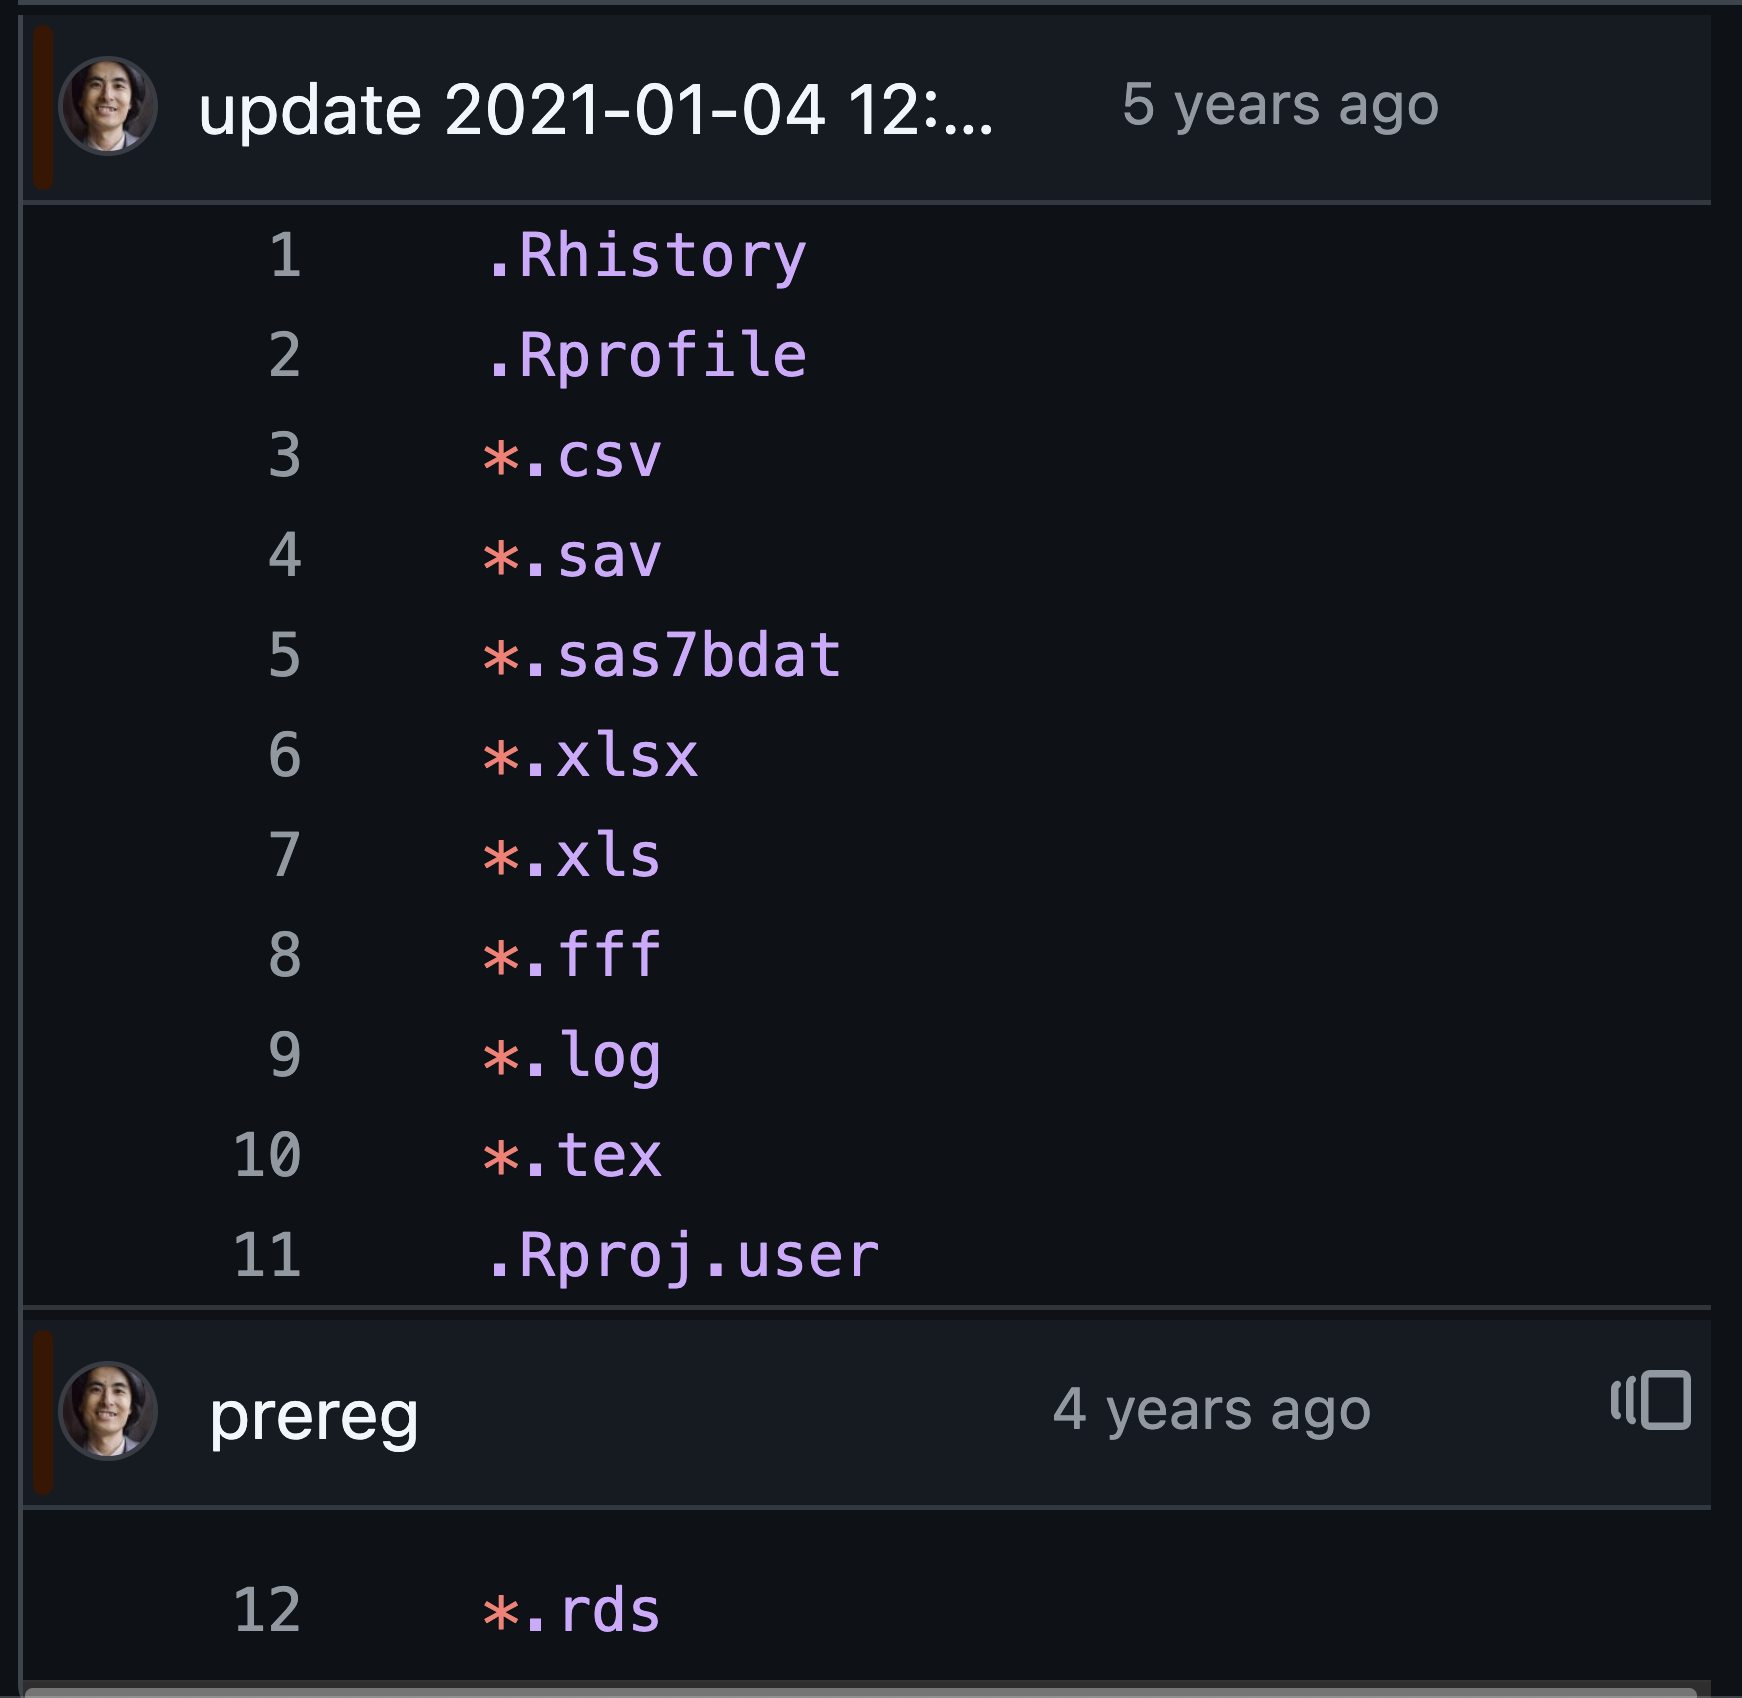 update 2021-01-04 12:... 5 years ago
1 .Rhistory
2 .Rprofile
3 *.csv
4 *.sav
5 *.sas7bdat
6 *.xlsx
7 *.xls
8 *.fff
9 *.log
10 *.tex
11 .Rproj.user
prereg 4 years ago
12 *.rds